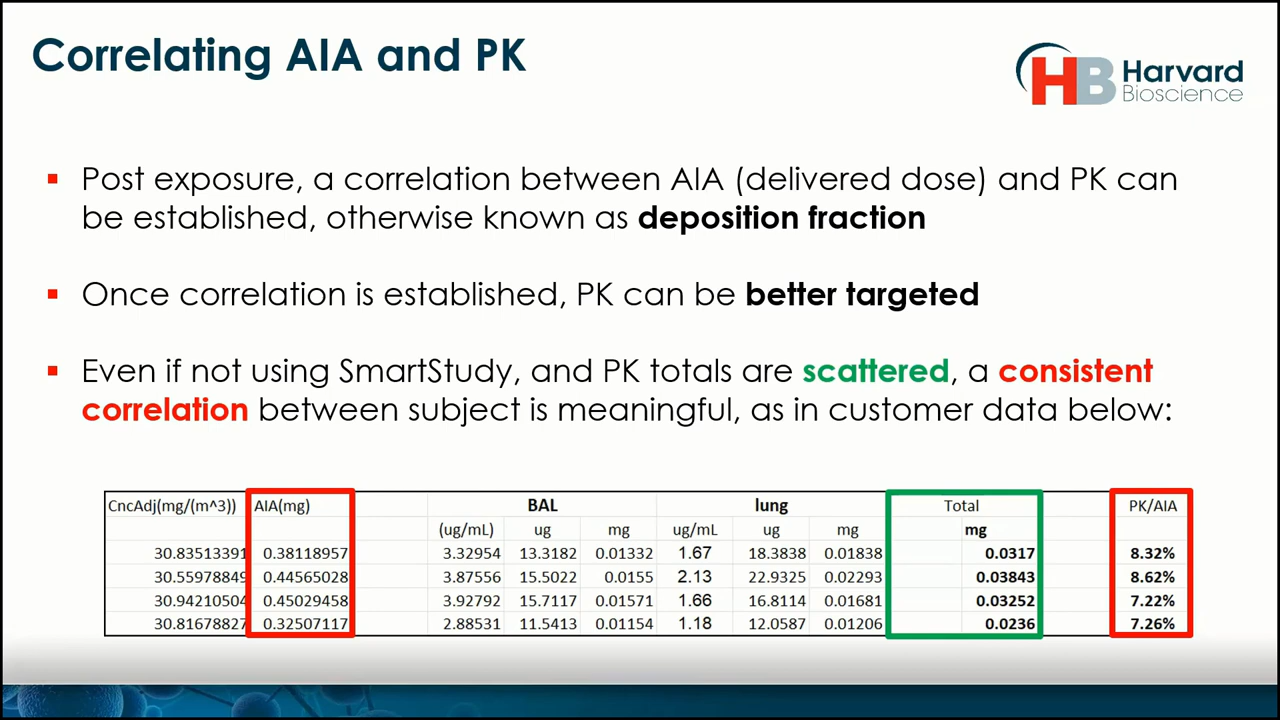 Correlating AIA and PK
HB Harvard
Bioscience
▪ Post exposure, a correlation between AIA (delivered dose) and PK can
be established, otherwise known as deposition fraction
▪ Once correlation is established, PK can be better targeted
▪ Even if not using SmartStudy, and PK totals are scattered, a consistent
correlation between subject is meaningful, as in customer data below:
CncAdj(mg/(m^3)) AIA(mg) BAL lung Total PK/AIA
(ug/mL) ug mg ug/mL ug mg mg
30.83513391 0.38118957 3.32954 13.3182 0.01332 1.67 18.3838 0.01838 0.0317 8.32%
30.55978849 0.44565028 3.87556 15.5022 0.0155 2.13 22.9325 0.02293 0.03843 8.62%
30.94210504 0.45029458 3.92792 15.7117 0.01571 1.66 16.8114 0.01681 0.03252 7.22%
30.81678827 0.32507117 2.88531 11.5413 0.01154 1.18 12.0587 0.01206 0.0236 7.26%